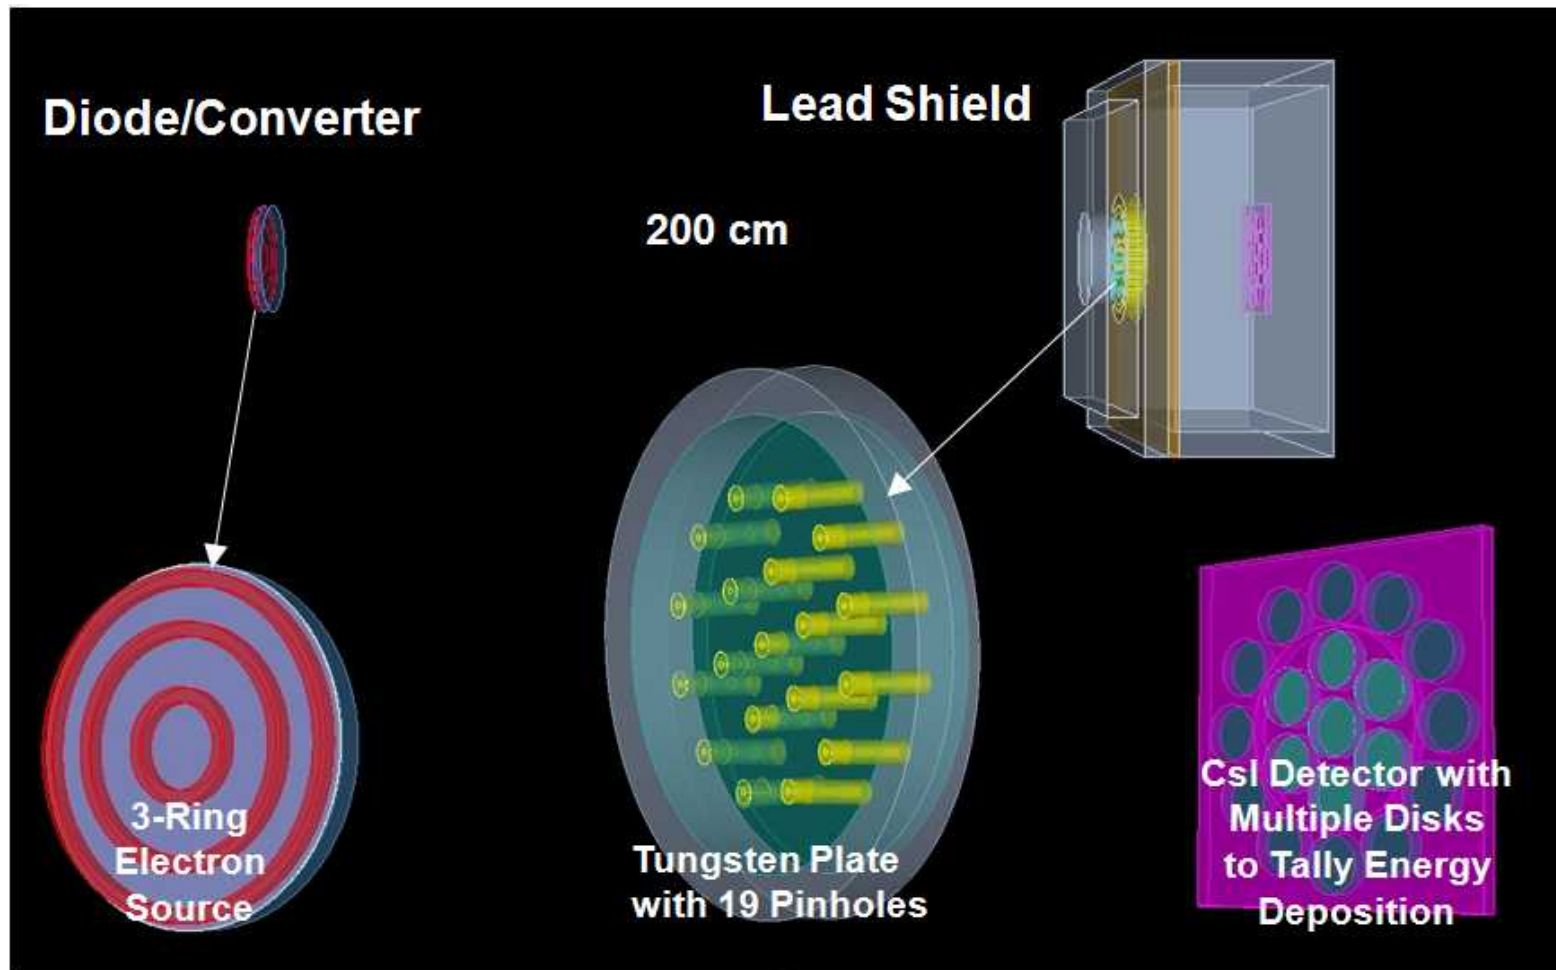 Diode/Converter
Lead Shield
200 cm
3-Ring
Electron
Source
Tungsten Plate
with 19 Pinholes
CsI Detector with
Multiple Disks
to Tally Energy
Deposition